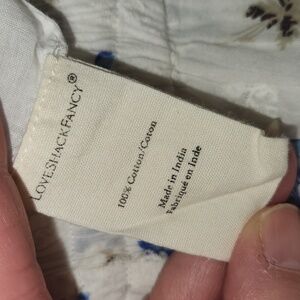 LOVESHACKFANCY®
100% Cotton/Coton
Made in India
Fabriqué en Inde